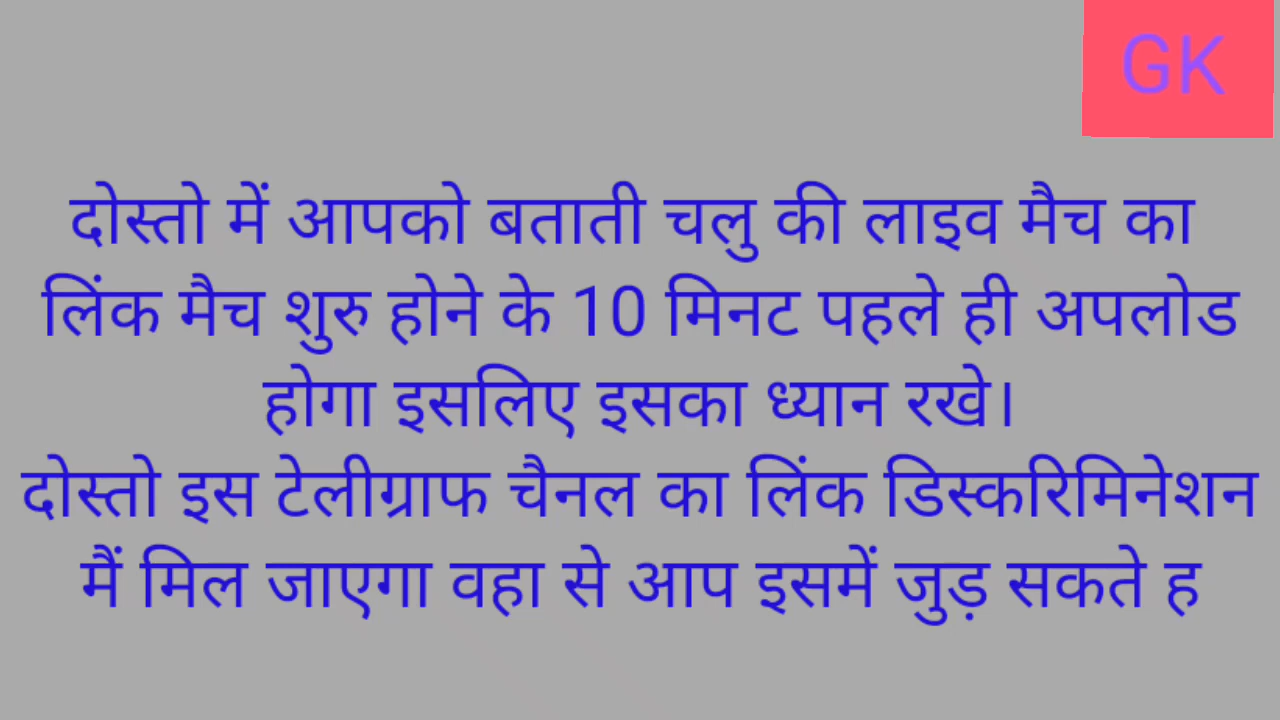 GK
दोस्तो में आपको बताती चलु की लाइव मैच का
लिंक मैच शुरु होने के 10 मिनट पहले ही अपलोड
होगा इसलिए इसका ध्यान रखे।
दोस्तो इस टेलीग्राफ चैनल का लिंक डिस्करिमिनेशन
मैं मिल जाएगा वहा से आप इसमें जुड़ सकते ह